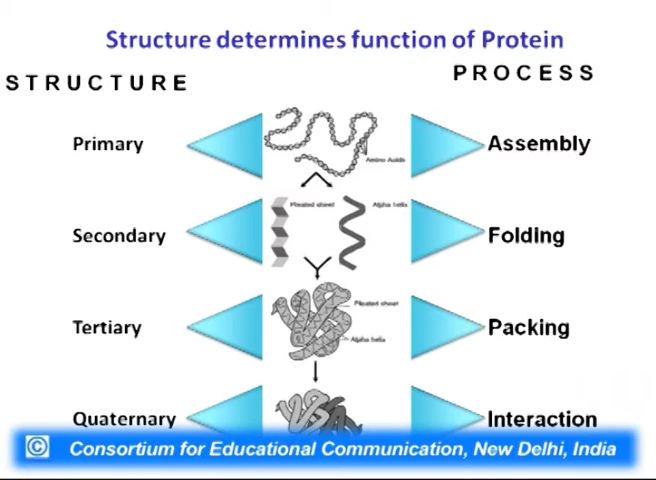 Structure determines function of Protein
STRUCTURE
PROCESS
Primary
Amino Acids
Assembly
Pleated sheet
Alpha helix
Secondary
Folding
Pleated sheet
Tertiary
Alpha helix
Packing
Quaternary
Interaction
© Consortium for Educational Communication, New Delhi, India